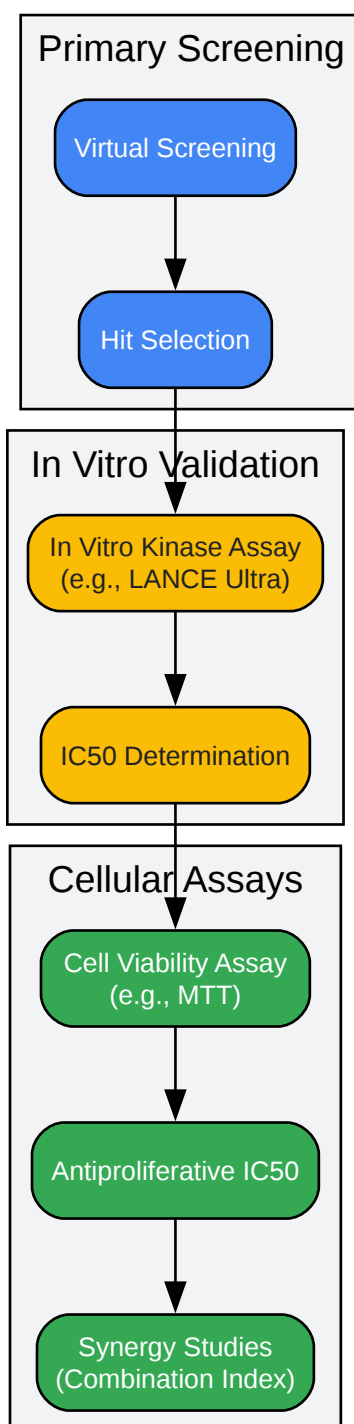 Primary Screening
Virtual Screening
Hit Selection
In Vitro Validation
In Vitro Kinase Assay
(e.g., LANCE Ultra)
IC50 Determination
Cellular Assays
Cell Viability Assay
(e.g., MTT)
Antiproliferative IC50
Synergy Studies
(Combination Index)